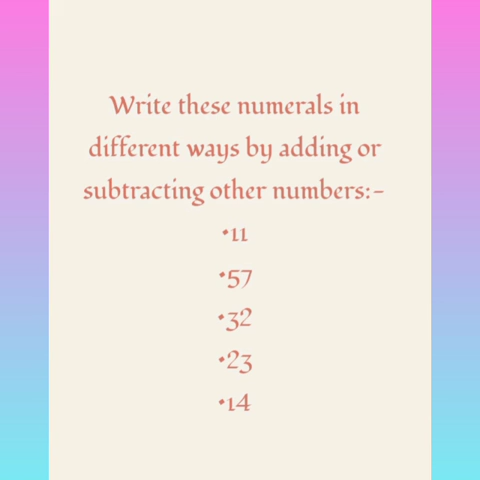 Write these numerals in
different ways by adding or
subtracting other numbers:-
•11
•57
•32
•23
•14